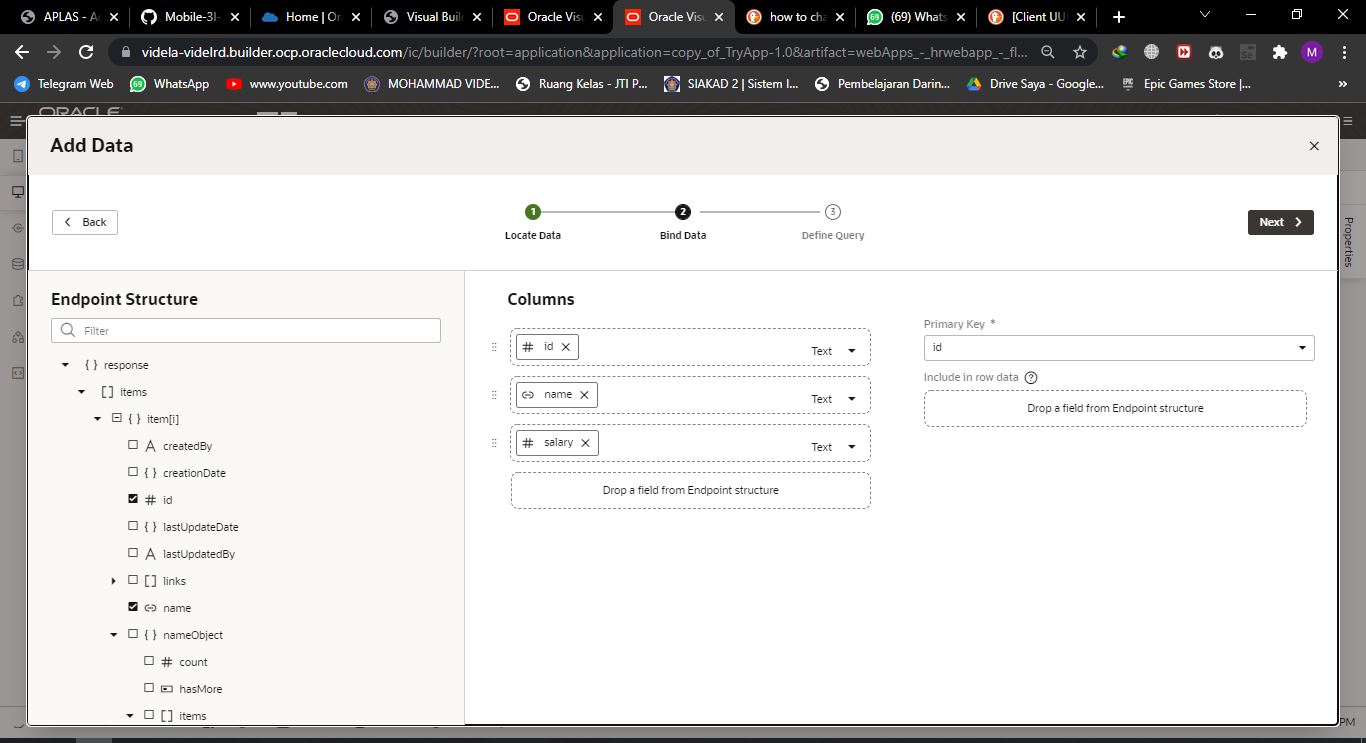 APLAS - Ac
Mobile-3I-
Home | Or
Visual Buil
Oracle Visu
Oracle Visu
how to cha
(69) Whats
[Client UUI
videla-videlrd.builder.ocp.oraclecloud.com/ic/builder/?root=application&application=copy_of_TryApp-1.0&artifact=webApps_-_hrwebapp_-_fl...
M
Telegram Web
69
WhatsApp
www.youtube.com
MOHAMMAD VIDE...
Ruang Kelas - JTI P...
SIAKAD 2 | Sistem I...
Pembelajaran Darin...
Drive Saya - Google...
Epic Games Store |...
»
ORACLE
Add Data
Back
1
2
3
Locate Data
Bind Data
Define Query
Next
Properties
Endpoint Structure
Filter
{ } response
[ ] items
{ } item[i]
A createdBy
{ } creationDate
# id
{ } lastUpdateDate
A lastUpdatedBy
[ ] links
name
{ } nameObject
# count
hasMore
[ ] items
Columns
# id
Text
name
Text
# salary
Text
Drop a field from Endpoint structure
Primary Key *
id
Include in row data ?
Drop a field from Endpoint structure
PM